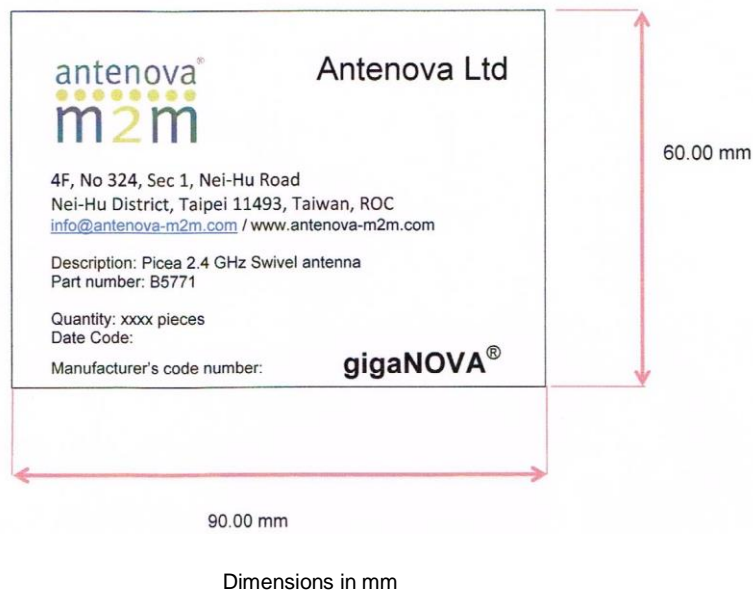 antenova®
m2m
Antenova Ltd
4F, No 324, Sec 1, Nei-Hu Road
Nei-Hu District, Taipei 11493, Taiwan, ROC
info@antenova-m2m.com / www.antenova-m2m.com
Description: Picea 2.4 GHz Swivel antenna
Part number: B5771
Quantity: xxxx pieces
Date Code:
Manufacturer's code number:
gigaNOVA®
60.00 mm
90.00 mm
Dimensions in mm